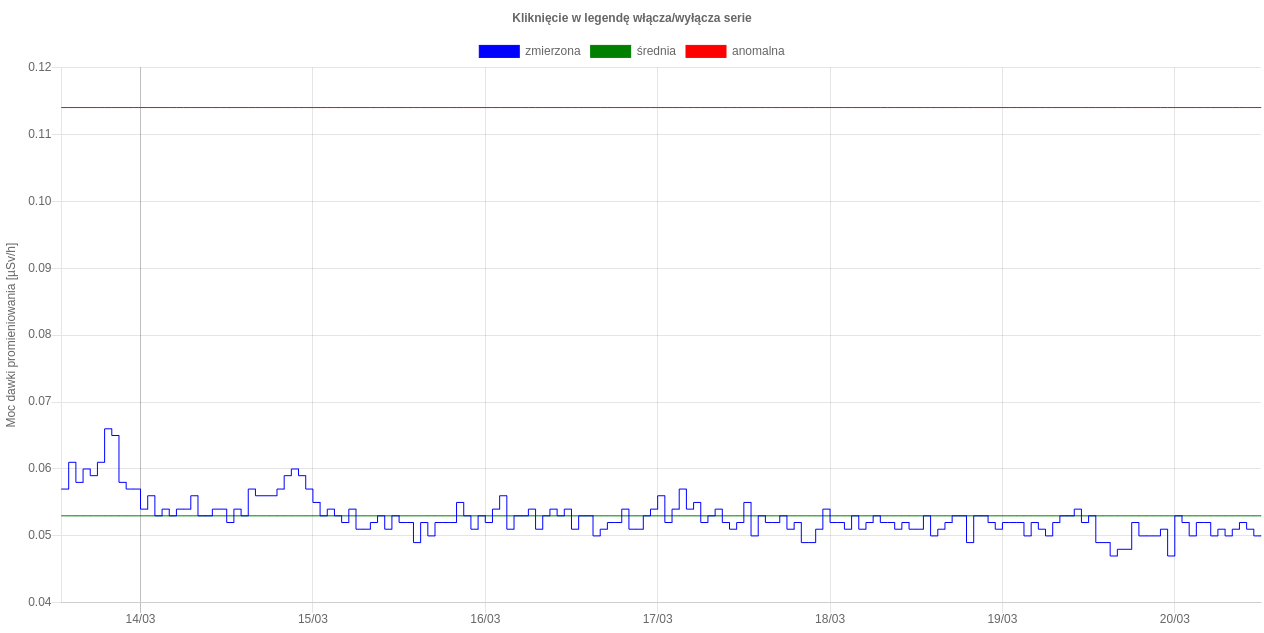 Kliknięcie w legendę włącza/wyłącza serie
zmierzona średnia anomalna
Moc dawki promieniowania [µSv/h]
0.12
0.11
0.10
0.09
0.08
0.07
0.06
0.05
0.04
14/03 15/03 16/03 17/03 18/03 19/03 20/03